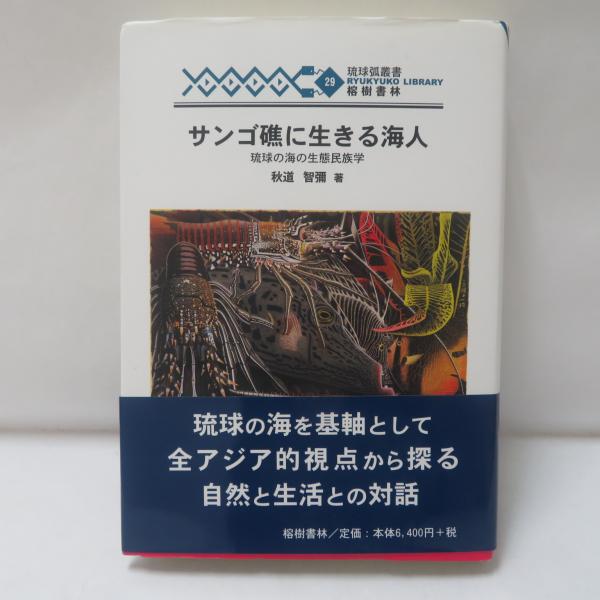 29
琉球弧叢書
RYUKYUKO LIBRARY
榕樹書林
サンゴ礁に生きる海人
琉球の海の生態民族学
秋道 智彌 著
琉球の海を基軸として
全アジア的視点から探る
自然と生活との対話
榕樹書林/定価:本体6,400円+税